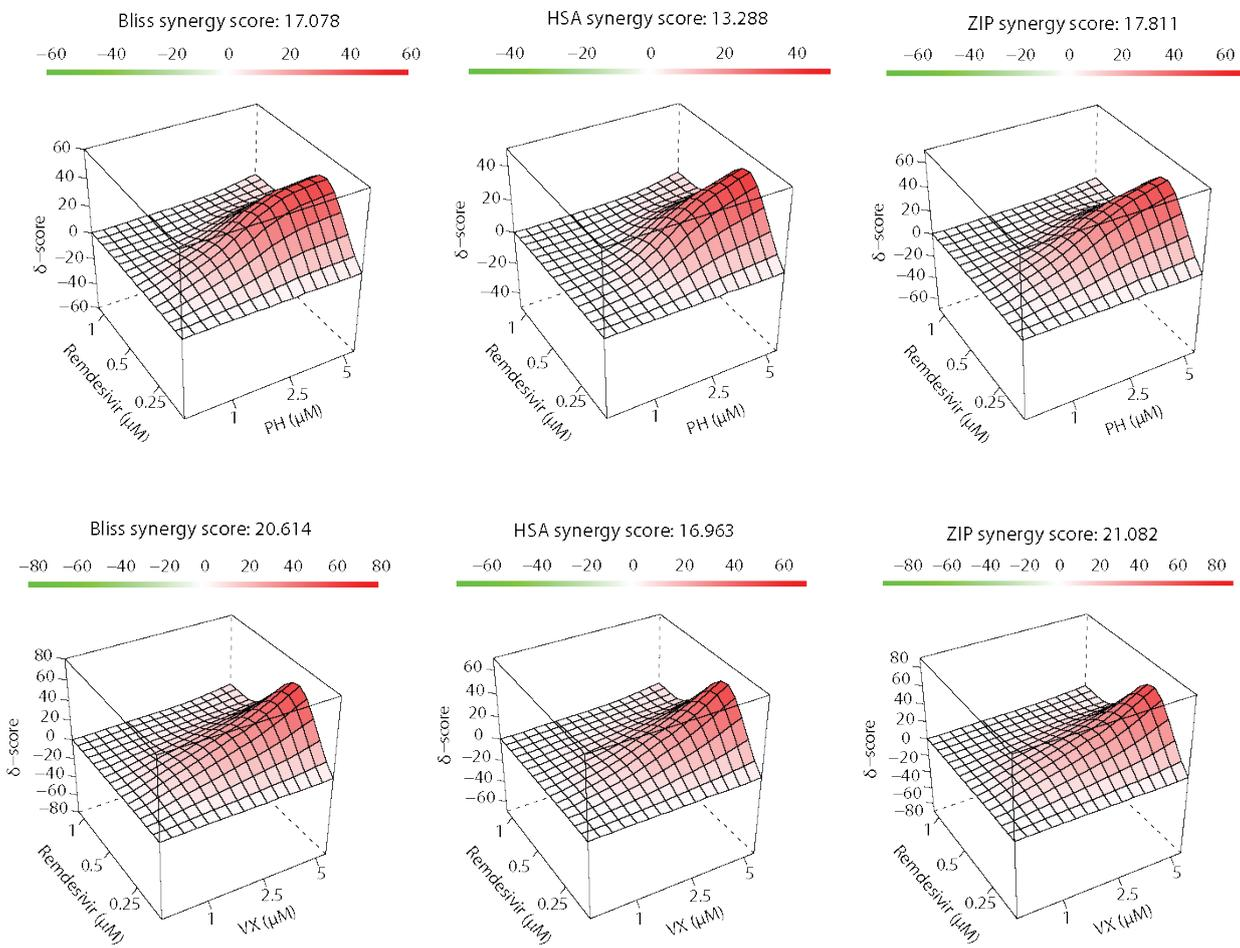 Bliss synergy score: 17.078
−60 −40 −20 0 20 40 60
60
40
20
0
−20
−40
−60
δ−score
1
0.5
0.25
Remdesivir (μM)
1
2.5
5
PH (μM)
HSA synergy score: 13.288
−40 −20 0 20 40
40
20
0
−20
−40
δ−score
1
0.5
0.25
Remdesivir (μM)
1
2.5
5
PH (μM)
ZIP synergy score: 17.811
−60 −40 −20 0 20 40 60
60
40
20
0
−20
−40
−60
δ−score
1
0.5
0.25
Remdesivir (μM)
1
2.5
5
PH (μM)
Bliss synergy score: 20.614
−80 −60 −40 −20 0 20 40 60 80
80
60
40
20
0
−20
−40
−60
−80
δ−score
1
0.5
0.25
Remdesivir (μM)
1
2.5
5
VX (μM)
HSA synergy score: 16.963
−60 −40 −20 0 20 40 60
60
40
20
0
−20
−40
−60
δ−score
1
0.5
0.25
Remdesivir (μM)
1
2.5
5
VX (μM)
ZIP synergy score: 21.082
−80 −60 −40 −20 0 20 40 60 80
80
60
40
20
0
−20
−40
−60
−80
δ−score
1
0.5
0.25
Remdesivir (μM)
1
2.5
5
VX (μM)